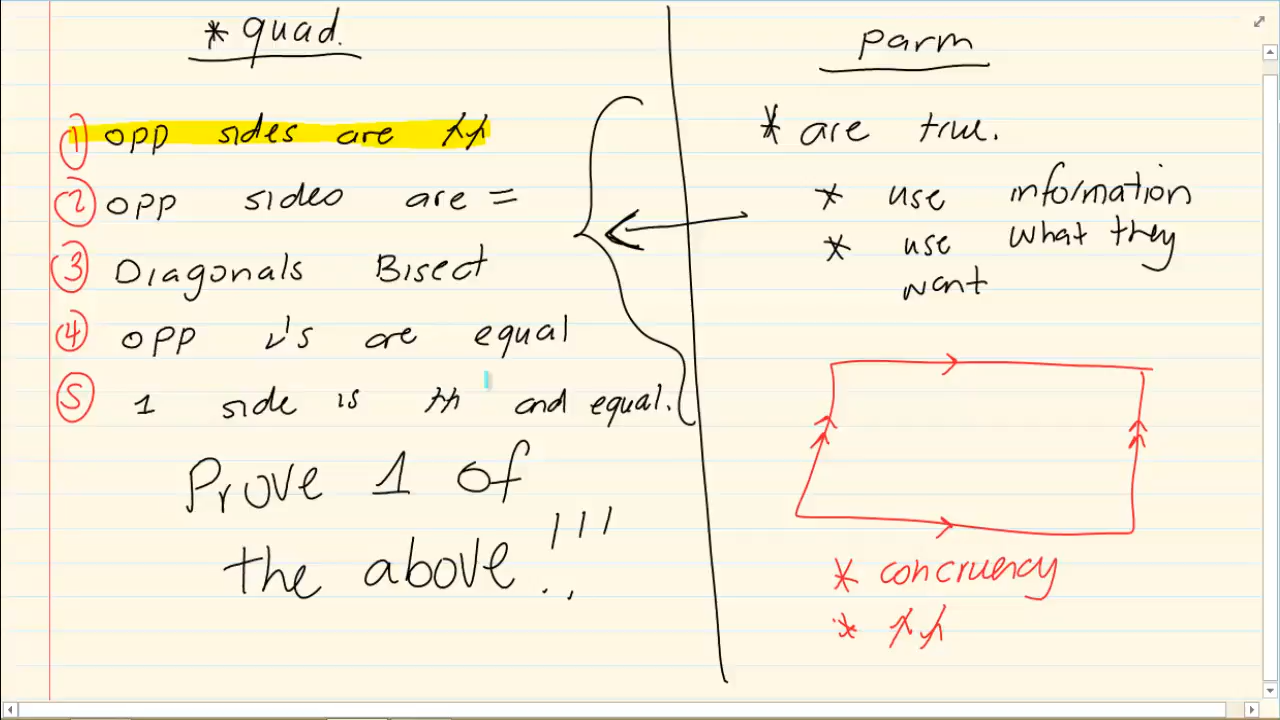 * quad.
① opp sides are //
② opp sides are =
③ Diagonals Bisect
④ opp ∠'s are equal
⑤ 1 side is // and equal.
Prove 1 of
the above!!!
parm
* are true.
* use information
* use what they
want
* concruency
* //